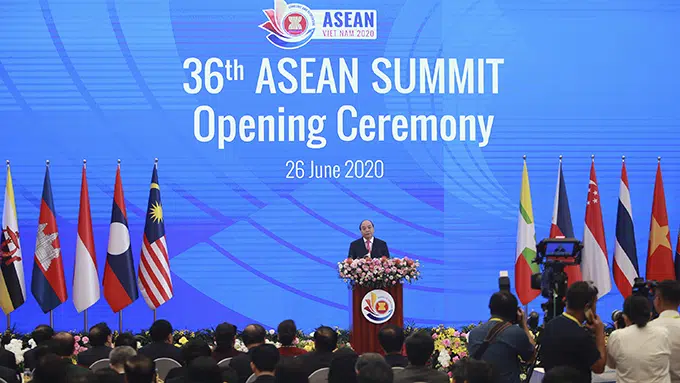 ASEAN
VIET NAM 2020
36th ASEAN SUMMIT
Opening Ceremony
26 June 2020